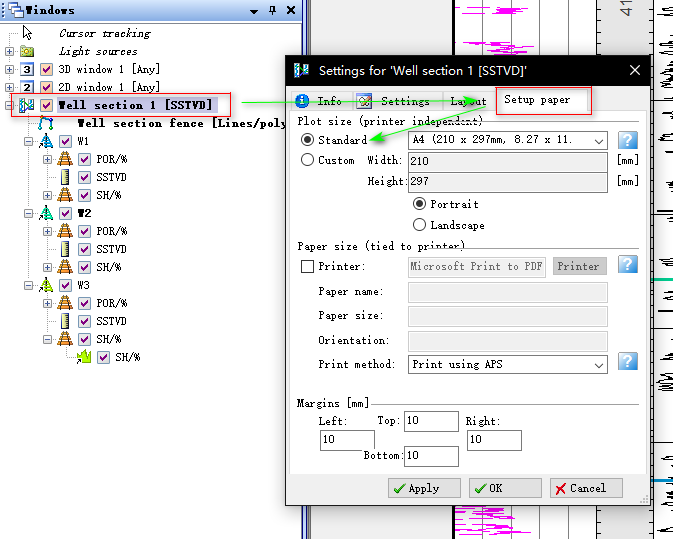 Windows
Cursor tracking
Light sources
3 3D window 1 [Any]
2 2D window 1 [Any]
Well section 1 [SSTVD]
Well section fence [Lines/poly
W1
POR/%
SSTVD
SH/%
W2
POR/%
SSTVD
SH/%
W3
POR/%
SSTVD
SH/%
SH/%
Settings for 'Well section 1 [SSTVD]'
Info Settings Layout Setup paper
Plot size (printer independent)
Standard A4 (210 x 297mm, 8.27 x 11.
Custom Width: 210 [mm]
Height: 297 [mm]
Portrait
Landscape
Paper size (tied to printer)
Printer: Microsoft Print to PDF Printer
Paper name:
Paper size:
Orientation:
Print method: Print using APS
Margins [mm]
Left: Top: 10 Right:
10 10
Bottom: 10
Apply OK Cancel